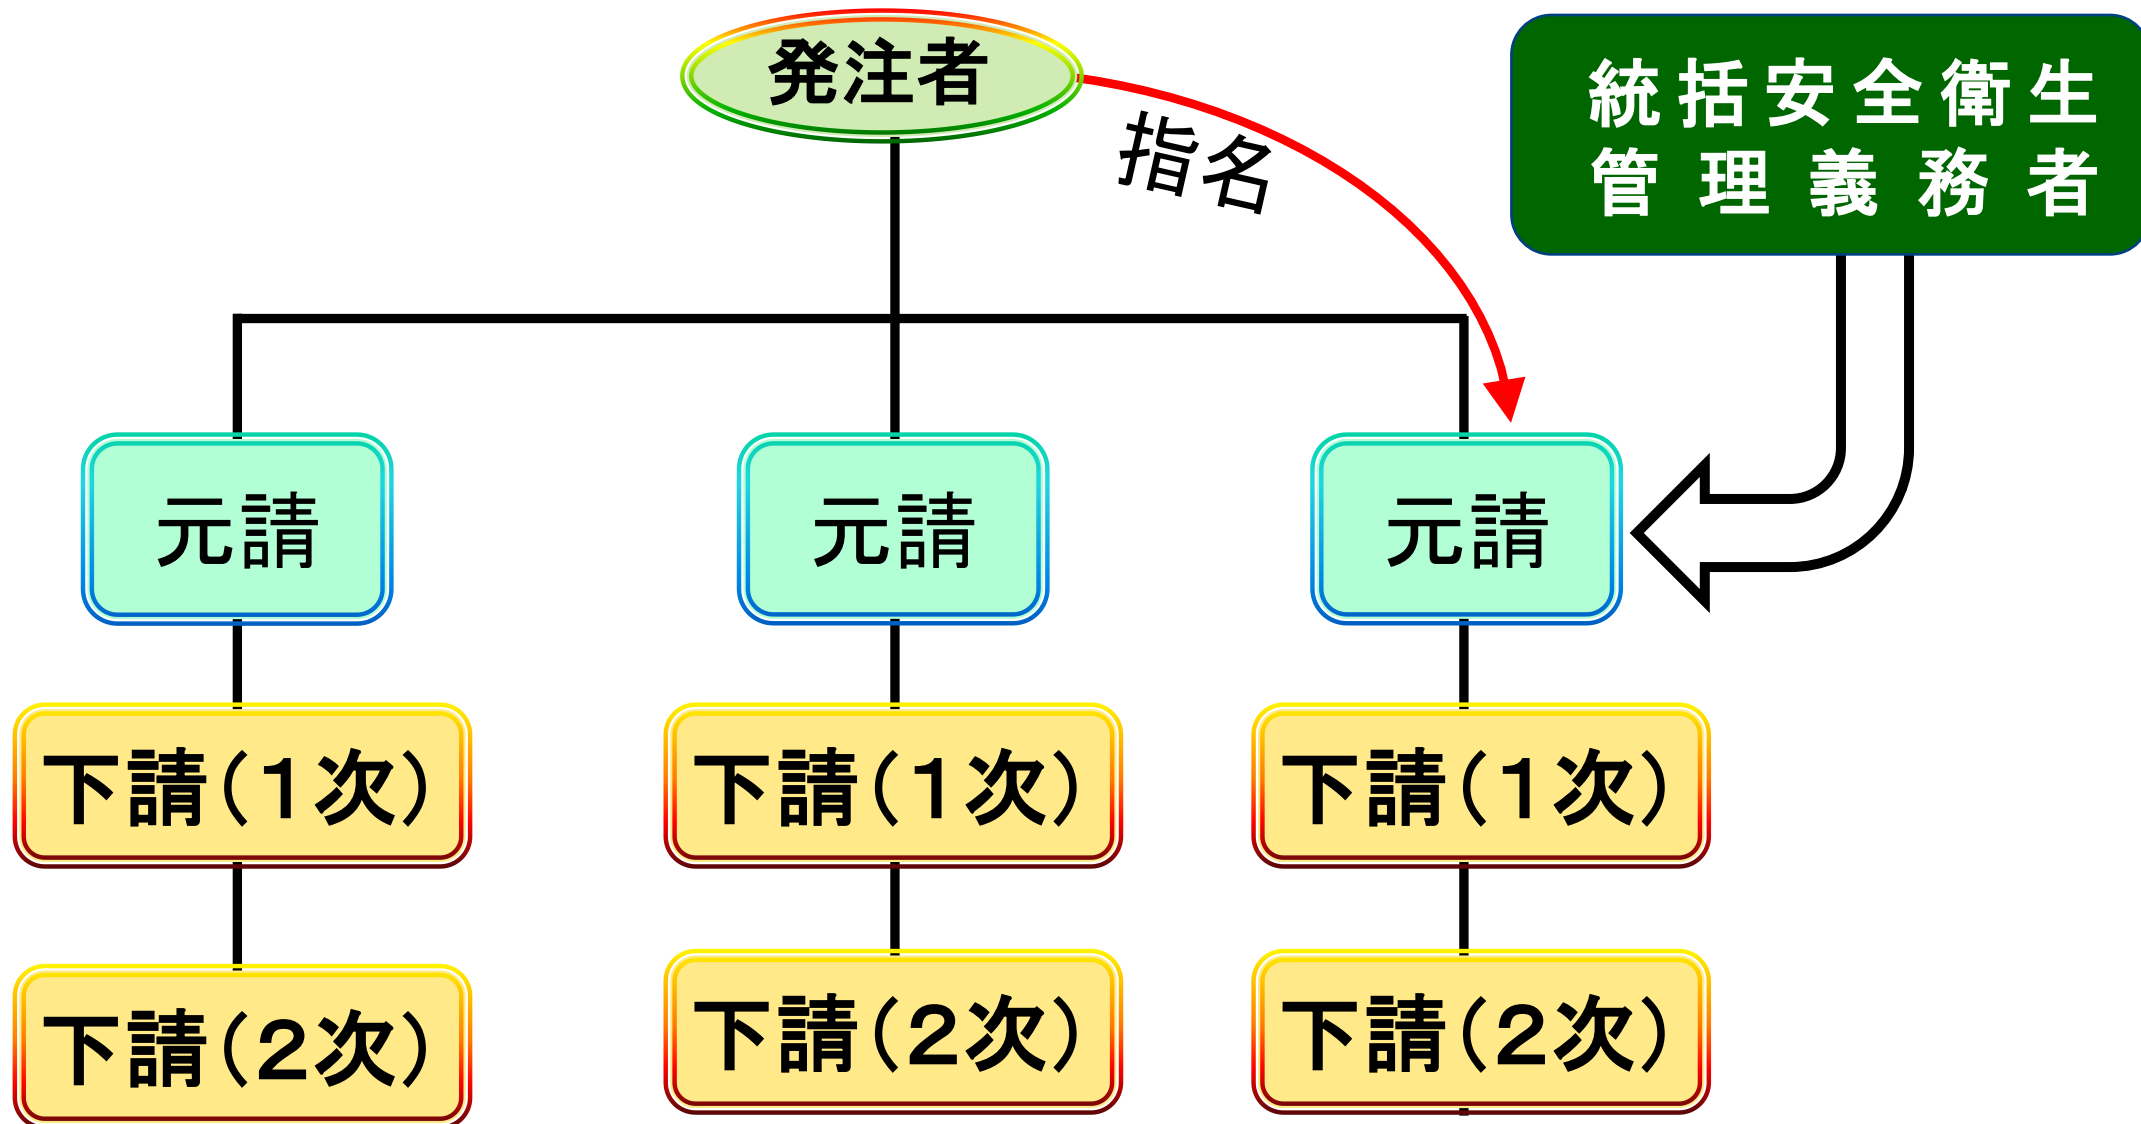 発注者
指名
統括安全衛生
管理義務者
元請
元請
元請
下請（１次）
下請（１次）
下請（１次）
下請（２次）
下請（２次）
下請（２次）